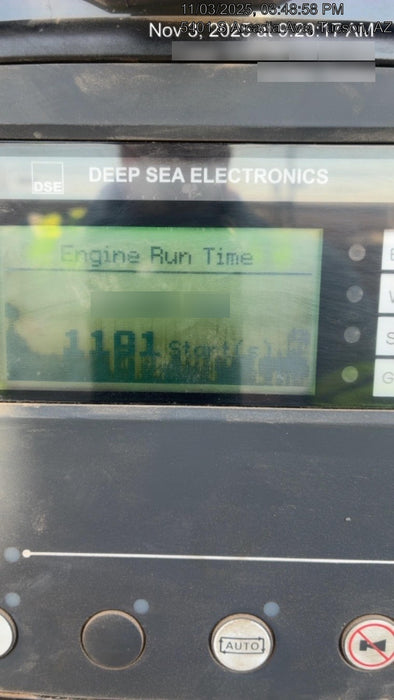 11.03.2025, 03:48:58 PM
Nov 3, 2025 at 9:20:17 AM
DSE
DEEP SEA ELECTRONICS
Engine Run Time
1181 Start(s)
AUTO